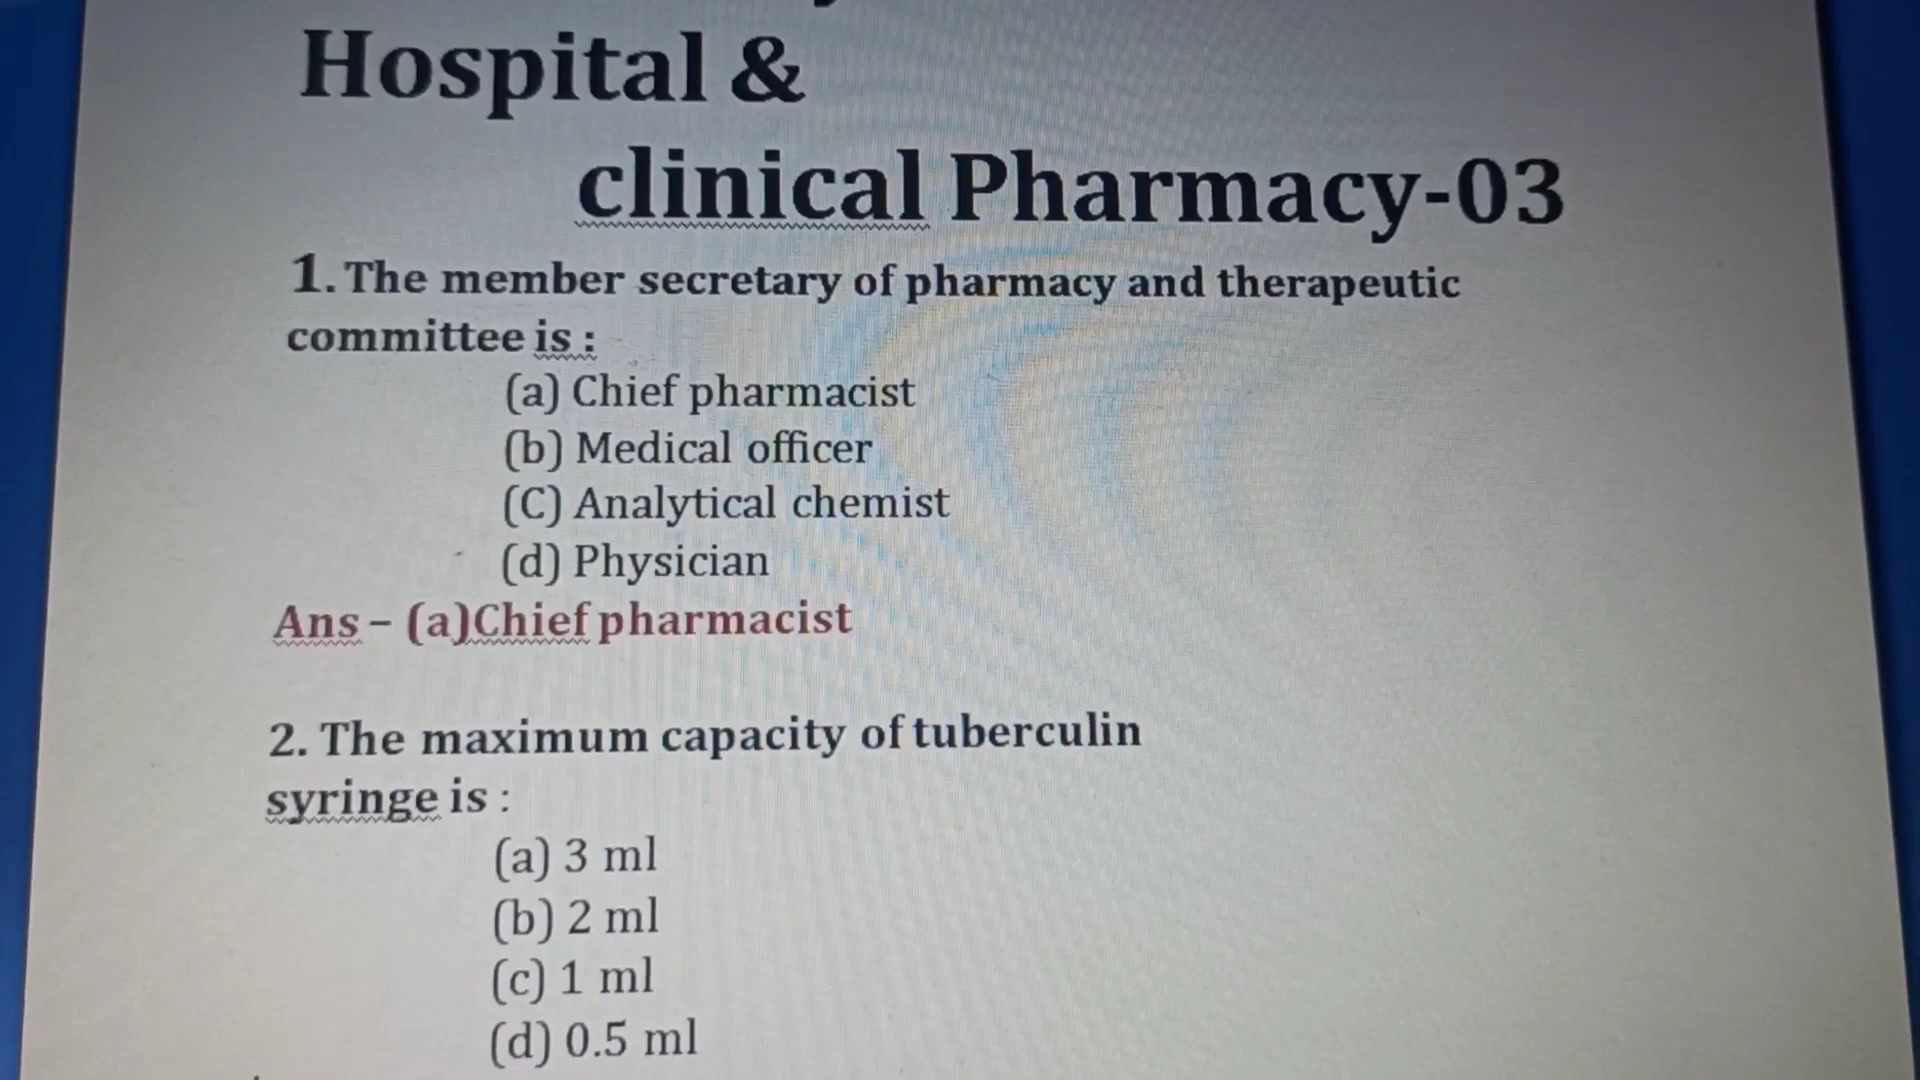 Hospital &
clinical Pharmacy-03
1. The member secretary of pharmacy and therapeutic
committee is :
(a) Chief pharmacist
(b) Medical officer
(C) Analytical chemist
(d) Physician
Ans – (a)Chief pharmacist
2. The maximum capacity of tuberculin
syringe is :
(a) 3 ml
(b) 2 ml
(c) 1 ml
(d) 0.5 ml